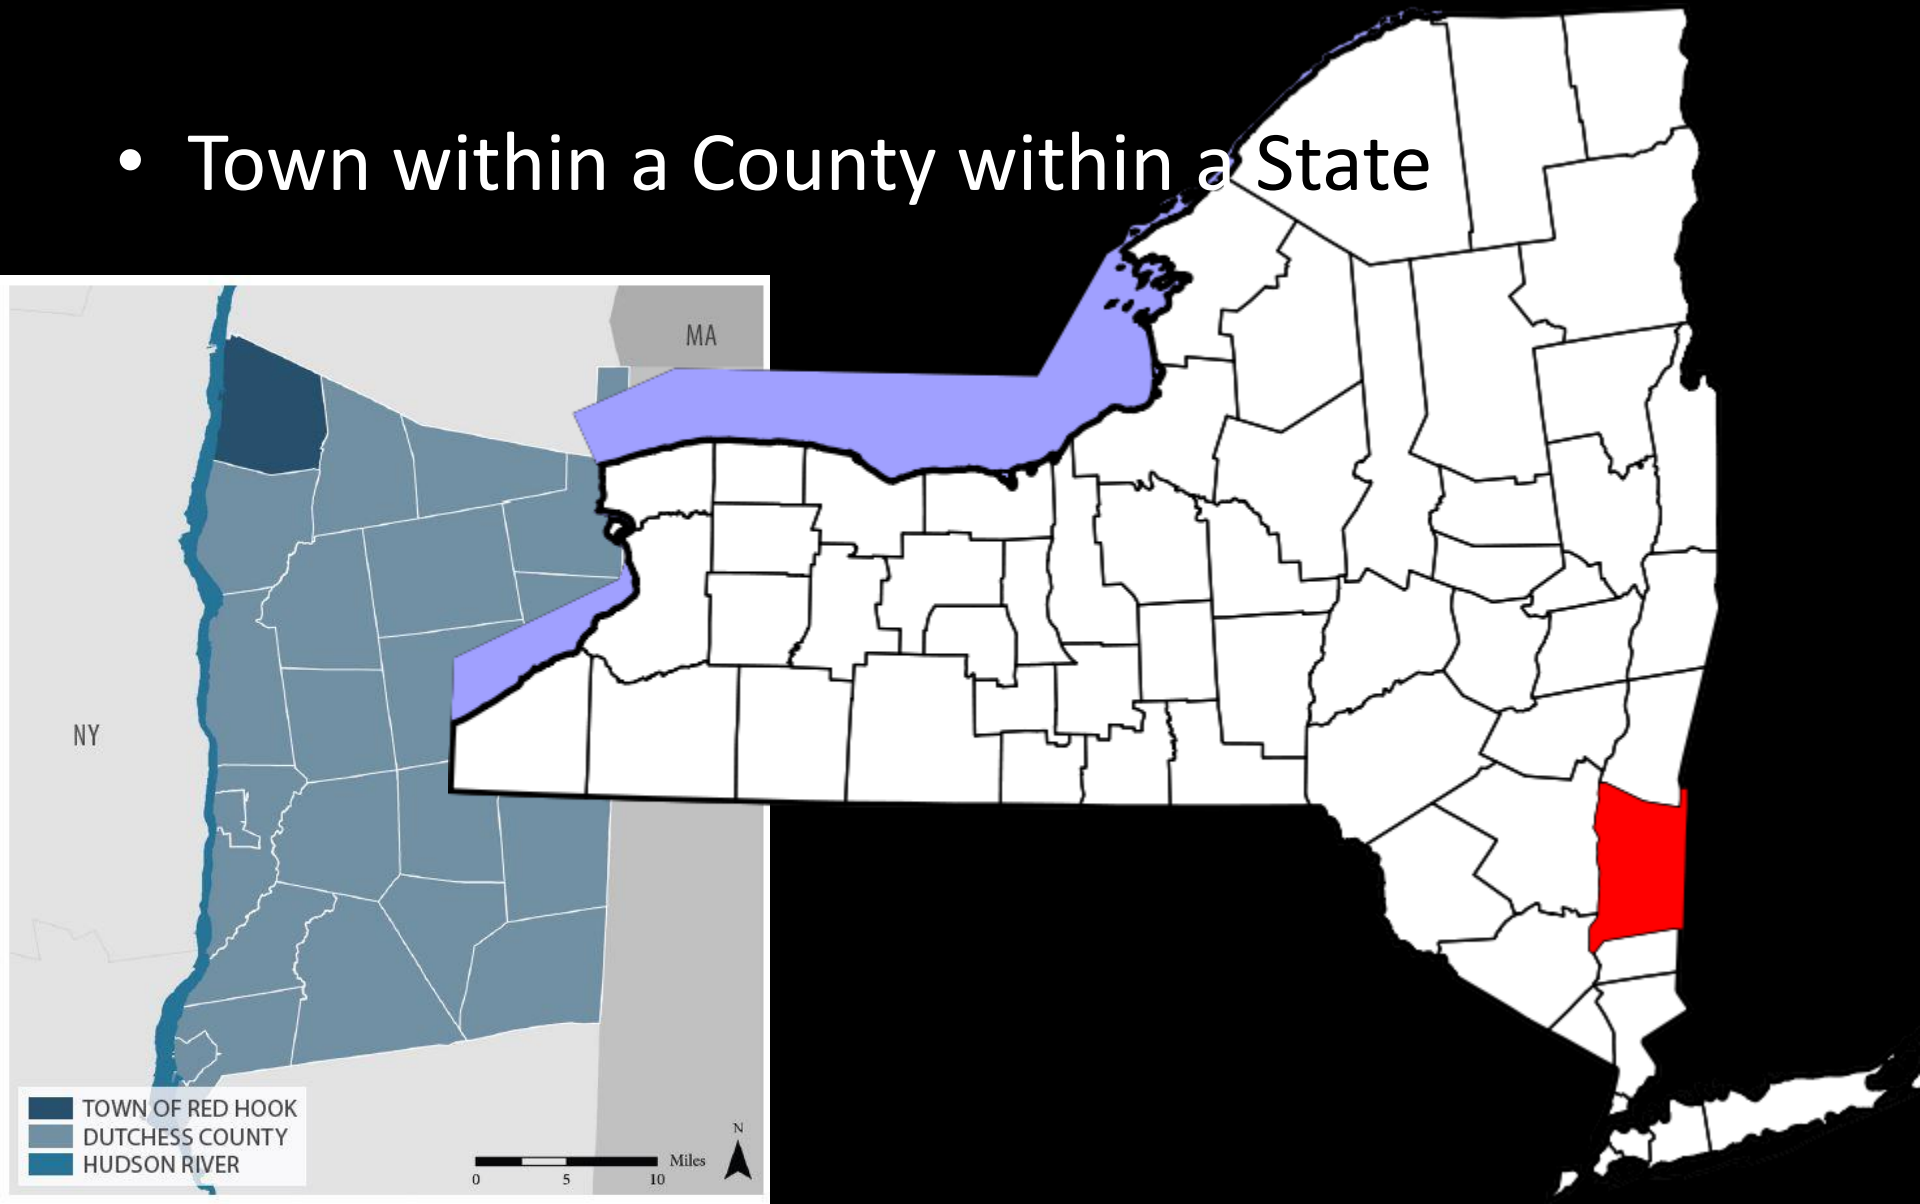 • Town within a County within a State
MA
NY
TOWN OF RED HOOK
DUTCHESS COUNTY
HUDSON RIVER
N
Miles
0 5 10